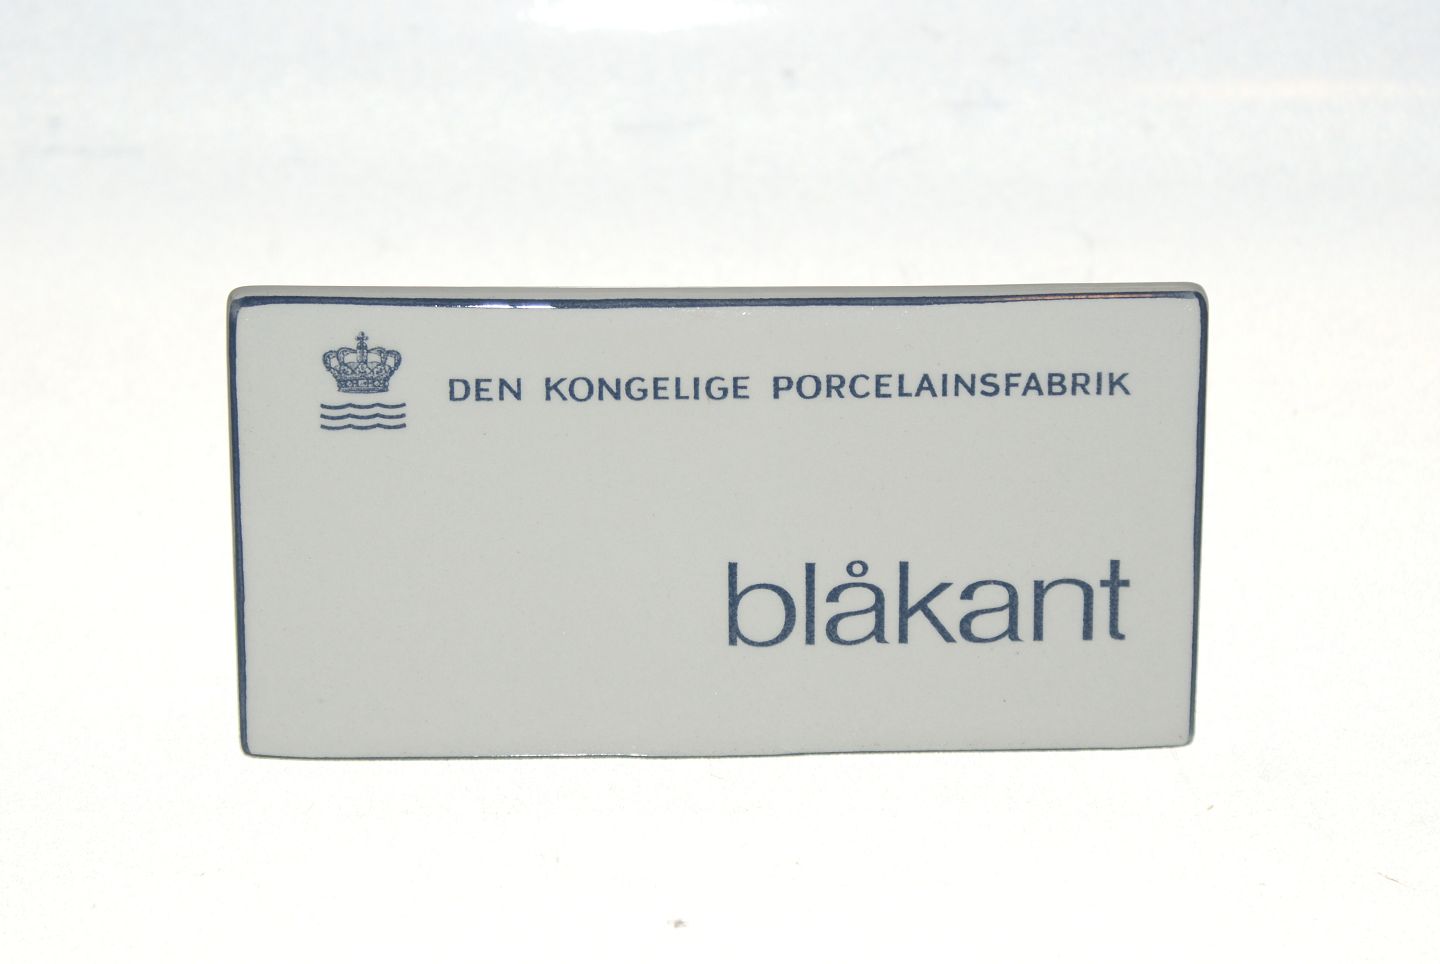 DEN KONGELIGE PORCELAINSFABRIK
blåkant